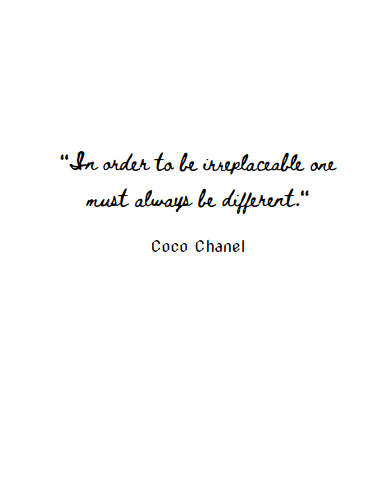 "In order to be irreplaceable one
must always be different."
Coco Chanel